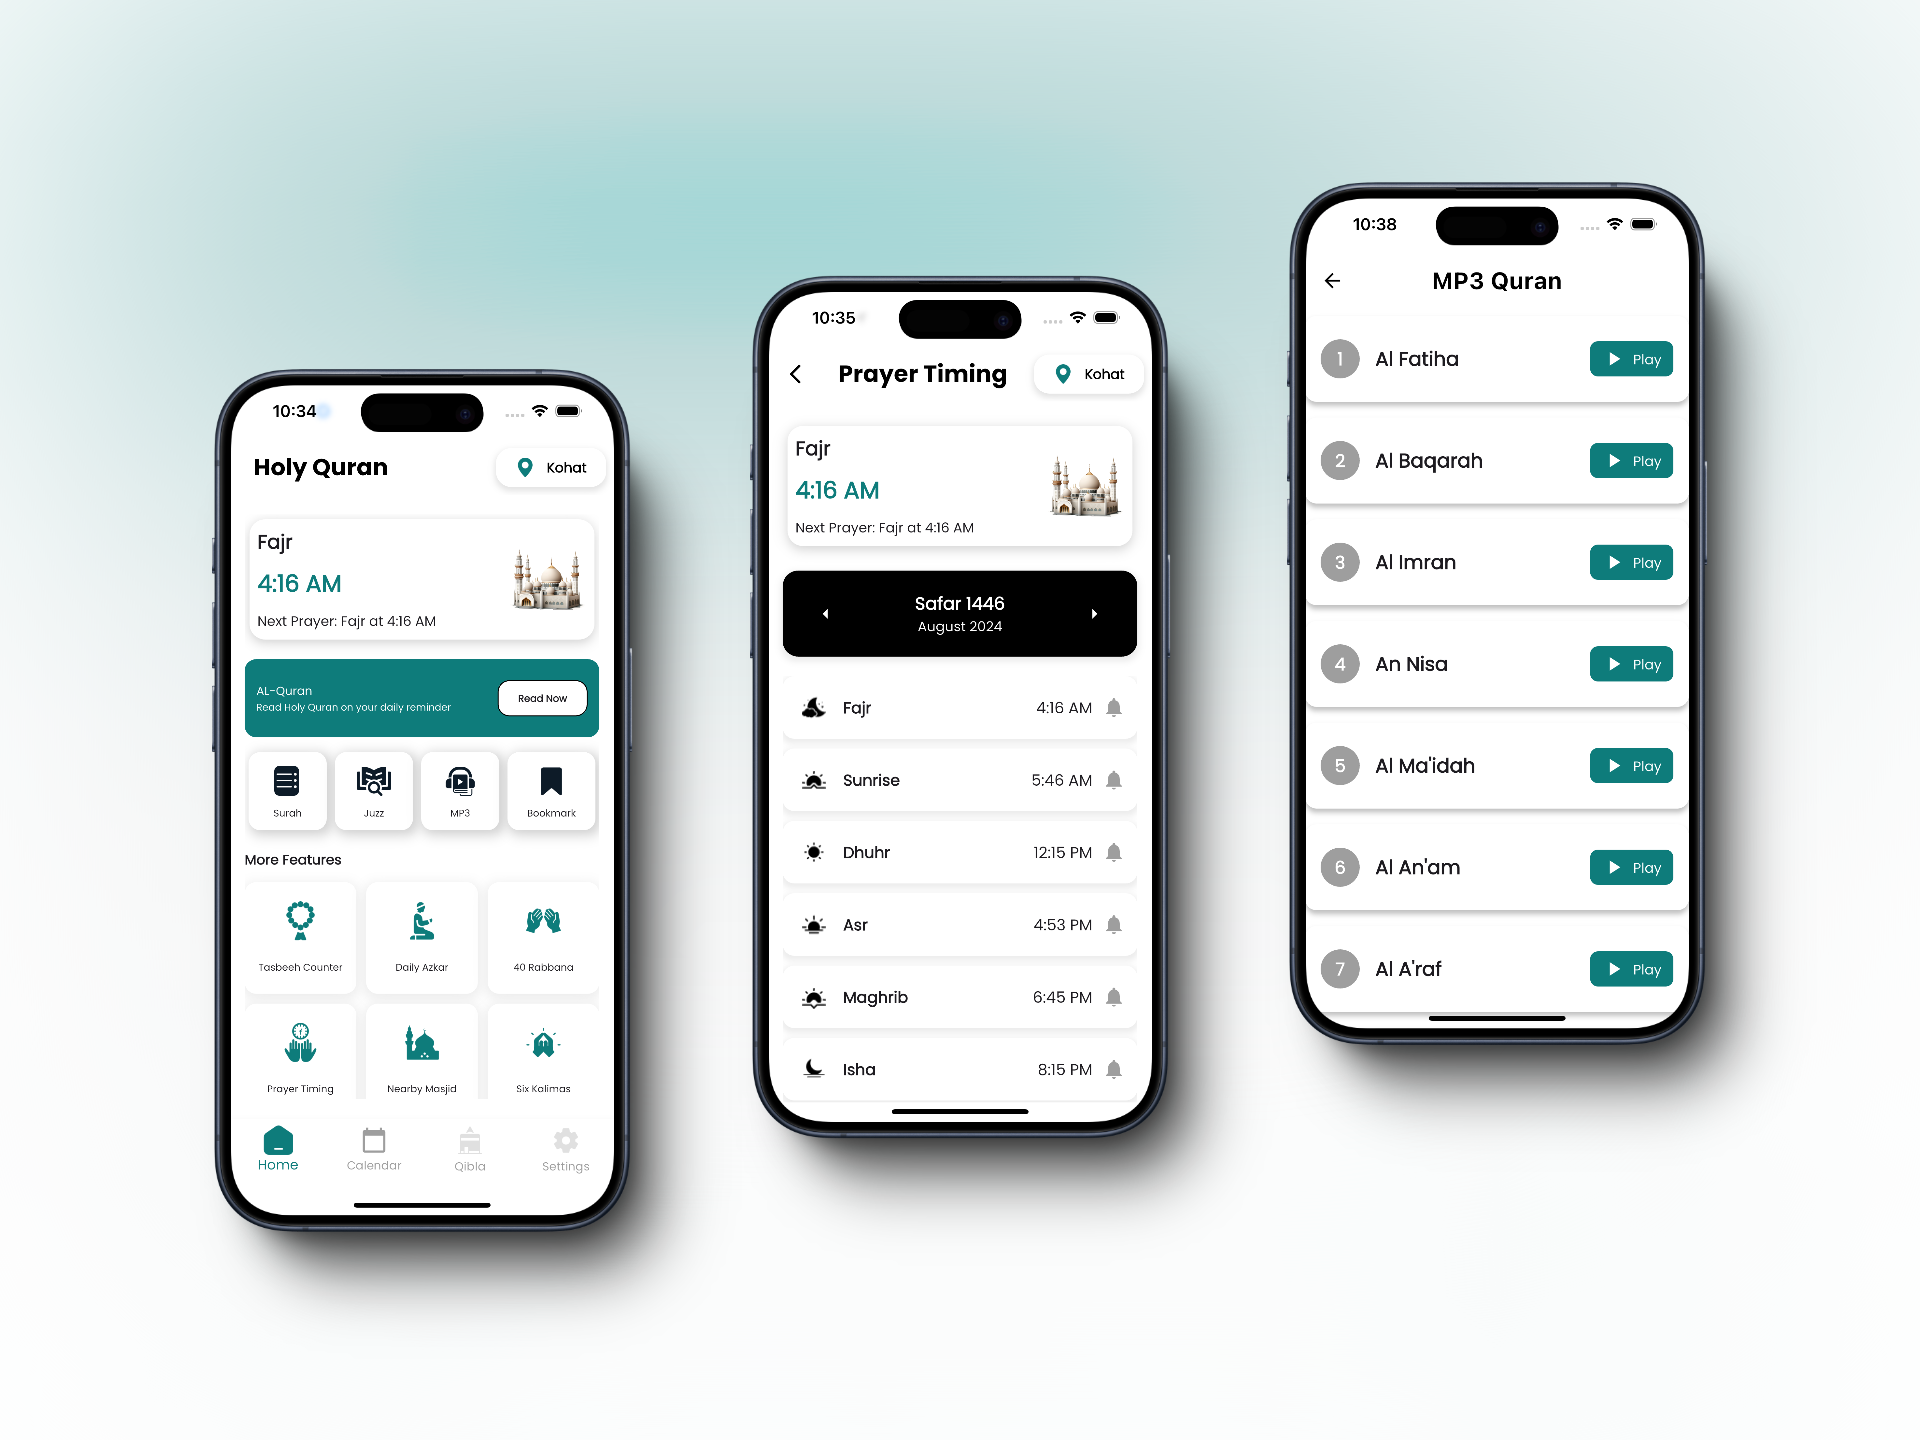 10:34
Holy Quran
Kohat
Fajr
4:16 AM
Next Prayer: Fajr at 4:16 AM
AL-Quran
Read Holy Quran on your daily reminder
Read Now
Surah
Juzz
MP3
Bookmark
More Features
Tasbeeh Counter
Daily Azkar
40 Rabbana
Prayer Timing
Nearby Masjid
Six Kalimas
Home
Calendar
Qibla
Settings
10:35
Prayer Timing
Kohat
Fajr
4:16 AM
Next Prayer: Fajr at 4:16 AM
Safar 1446
August 2024
Fajr 4:16 AM
Sunrise 5:46 AM
Dhuhr 12:15 PM
Asr 4:53 PM
Maghrib 6:45 PM
Isha 8:15 PM
10:38
MP3 Quran
1 Al Fatiha Play
2 Al Baqarah Play
3 Al Imran Play
4 An Nisa Play
5 Al Ma'idah Play
6 Al An'am Play
7 Al A'raf Play